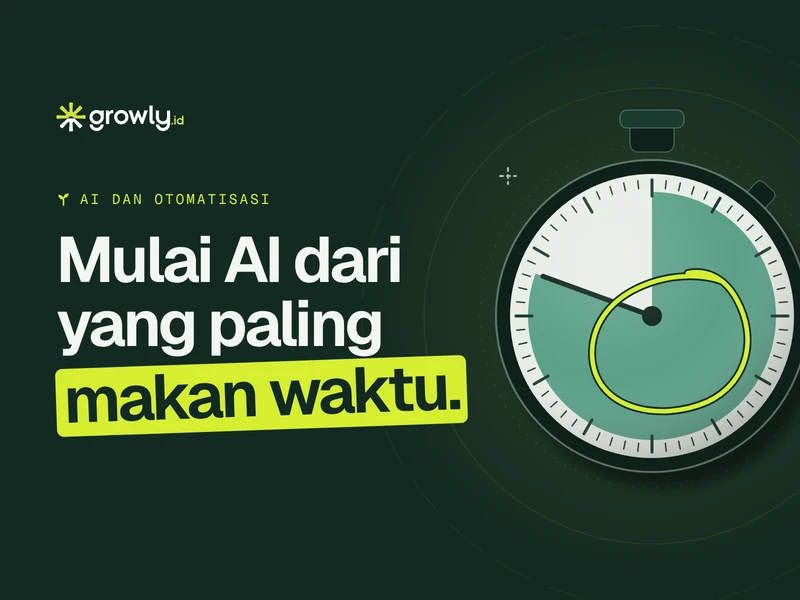 growly.id
AI DAN OTOMATISASI
Mulai AI dari
yang paling
makan waktu.